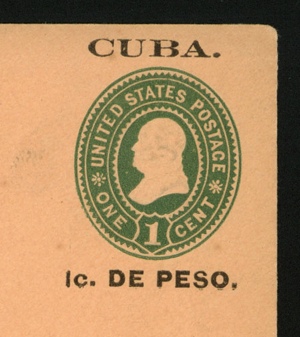 CUBA.
UNITED STATES POSTAGE
ONE 1 CENT
1c. DE PESO.